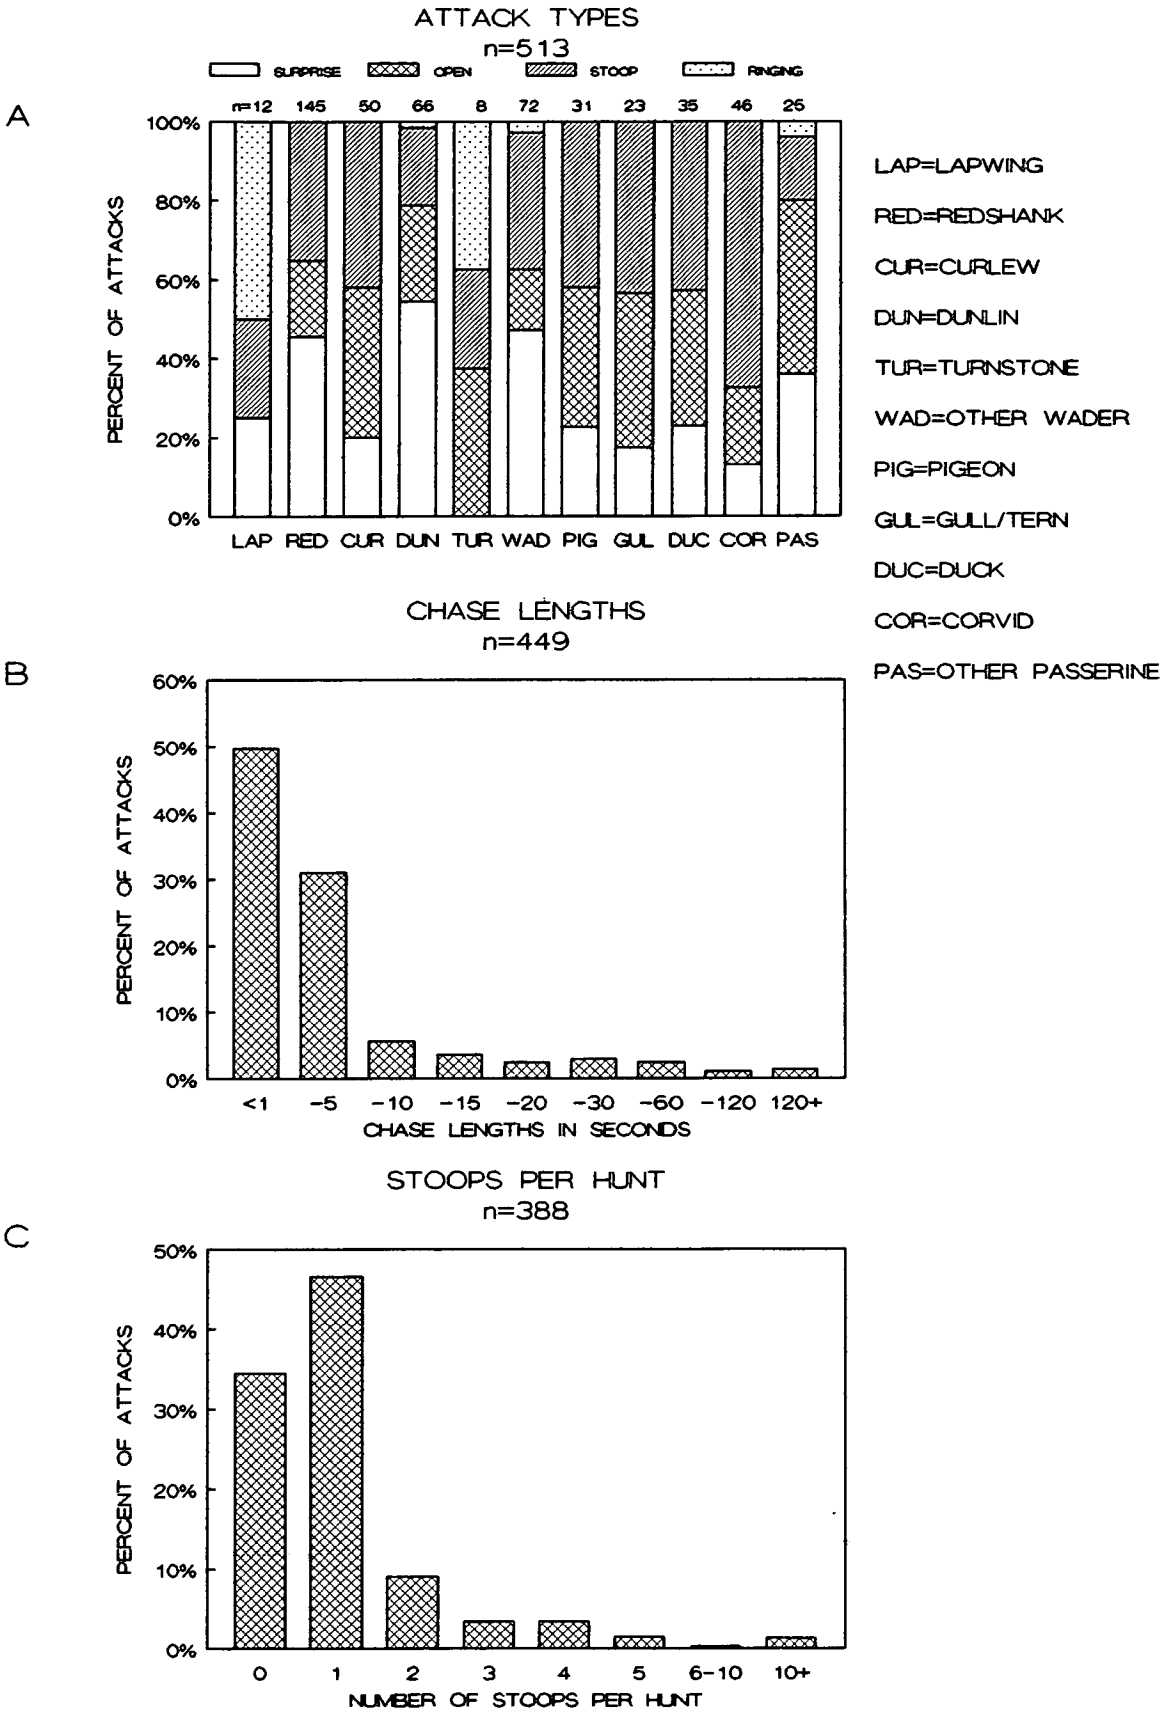 ATTACK TYPES
n=513
SURPRISE OPEN STOOP RINGING
A
n=12 145 50 66 8 72 31 23 35 46 25
100%
80%
60%
40%
20%
0%
PERCENT OF ATTACKS
LAP RED CUR DUN TUR WAD PIG GUL DUC COR PAS
LAP=LAPWING
RED=REDSHANK
CUR=CURLEW
DUN=DUNLIN
TUR=TURNSTONE
WAD=OTHER WADER
PIG=PIGEON
GUL=GULL/TERN
DUC=DUCK
COR=CORVID
PAS=OTHER PASSERINE
CHASE LENGTHS
n=449
B
60%
50%
40%
30%
20%
10%
0%
PERCENT OF ATTACKS
<1 -5 -10 -15 -20 -30 -60 -120 120+
CHASE LENGTHS IN SECONDS
STOOPS PER HUNT
n=388
C
50%
40%
30%
20%
10%
0%
PERCENT OF ATTACKS
0 1 2 3 4 5 6-10 10+
NUMBER OF STOOPS PER HUNT